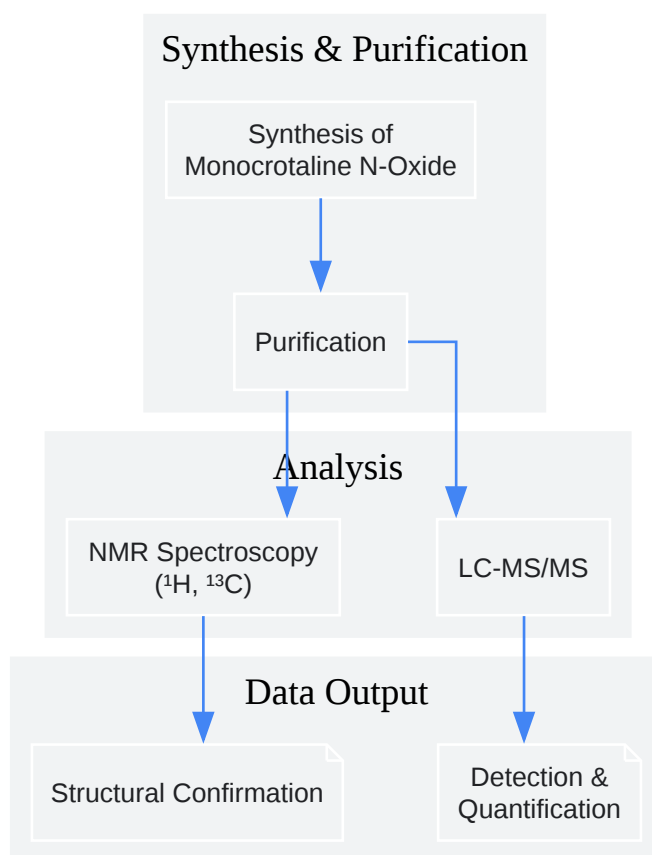 Synthesis & Purification
Synthesis of
Monocrotaline N-Oxide
Purification
Analysis
NMR Spectroscopy
(¹H, ¹³C)
LC-MS/MS
Data Output
Structural Confirmation
Detection &
Quantification